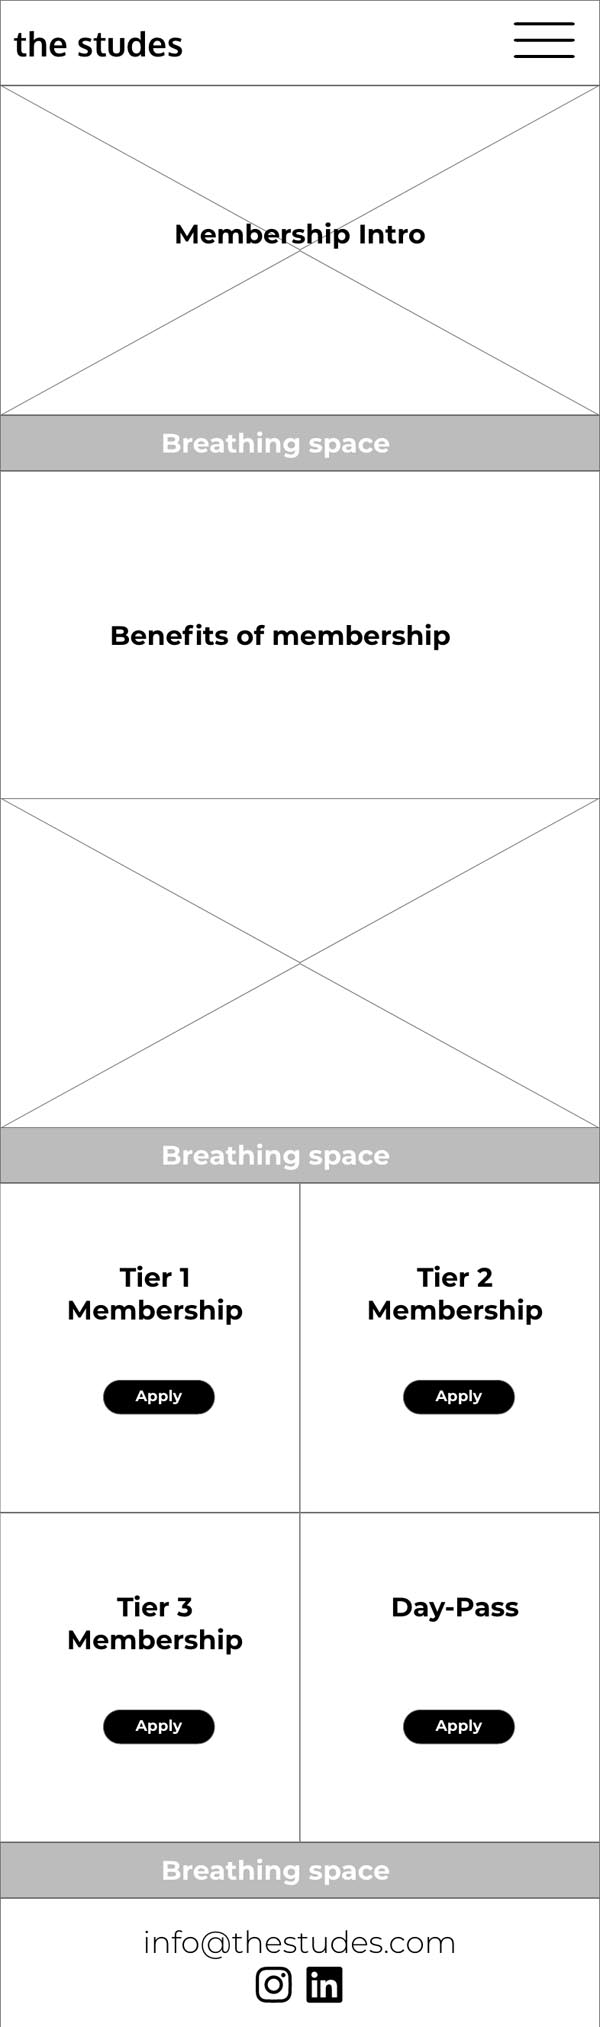 the studes
Membership Intro
Breathing space
Benefits of membership
Breathing space
Tier 1
Membership
Apply
Tier 2
Membership
Apply
Tier 3
Membership
Apply
Day-Pass
Apply
Breathing space
info@thestudes.com
in